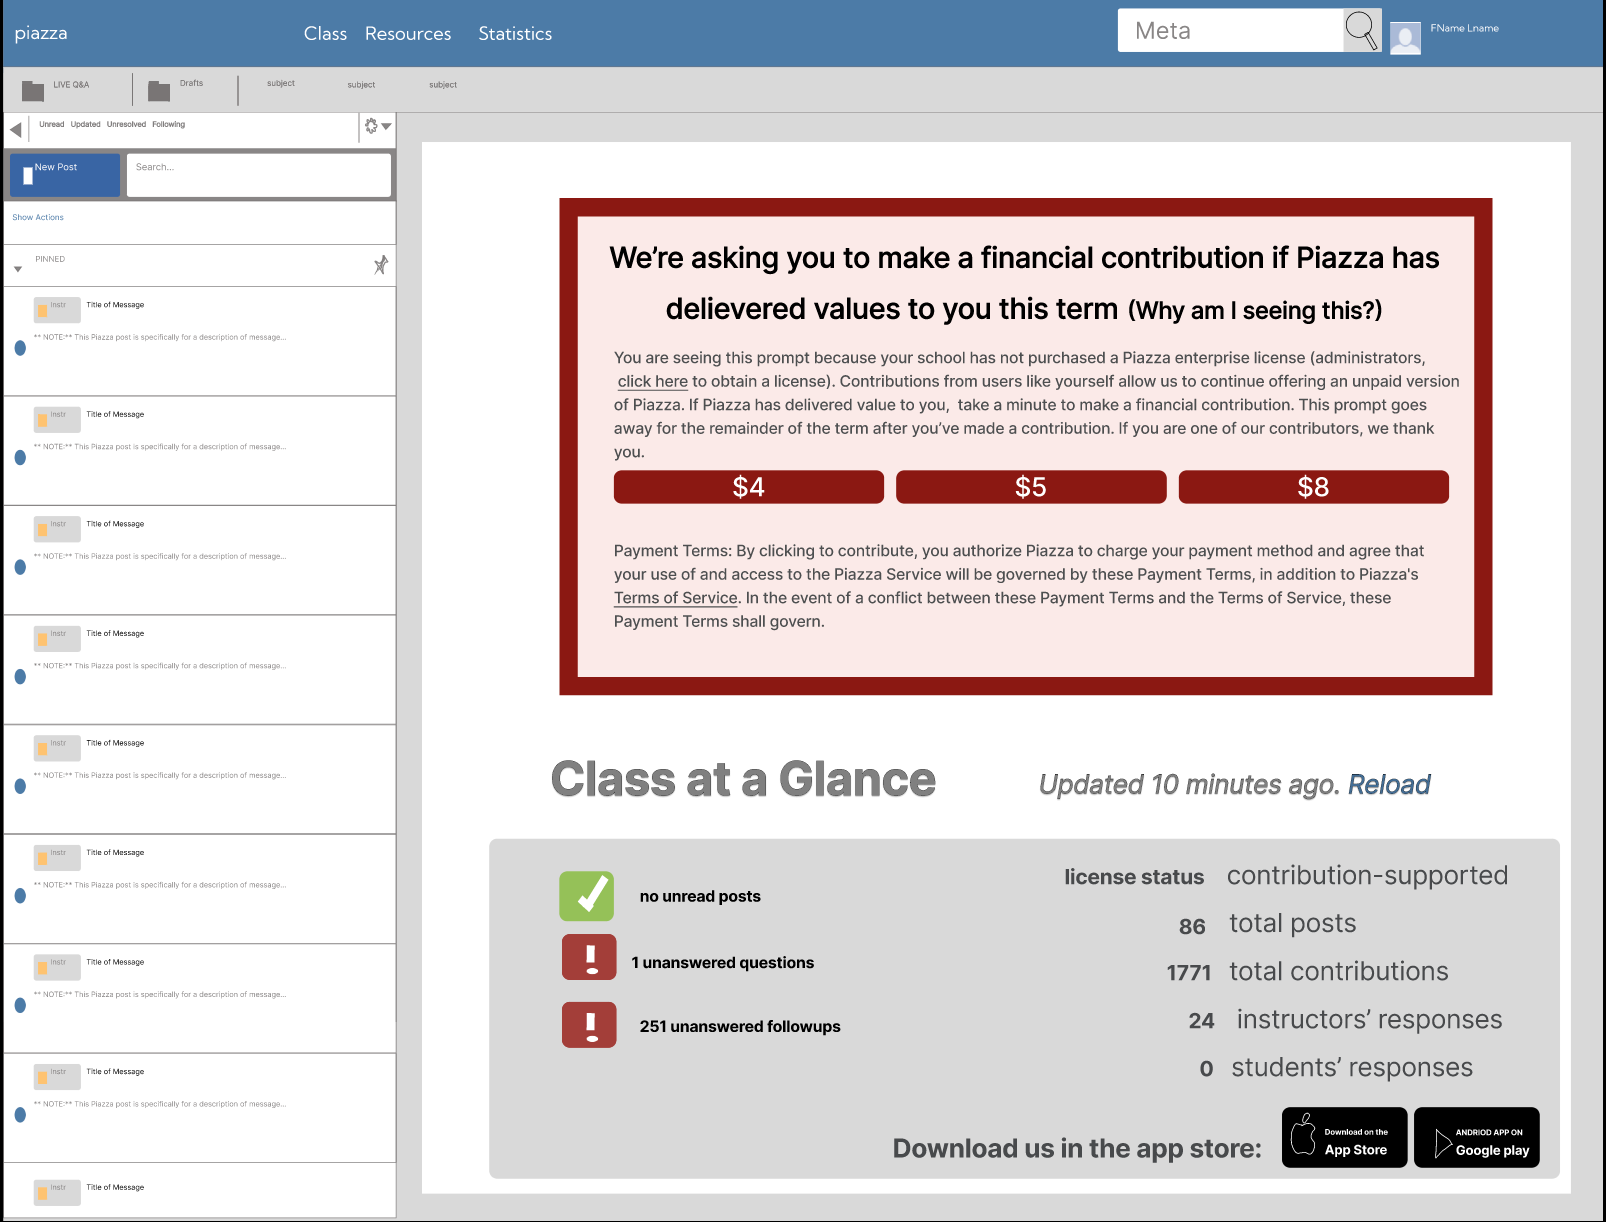 piazza
Class Resources Statistics
Meta
FName Lname
LIVE Q&A
Drafts
subject
subject
subject
Unread Updated Unresolved Following
New Post
Search...
Show Actions
PINNED
Instr Title of Message
** NOTE:** This Piazza post is specifically for a description of message...
Instr Title of Message
** NOTE:** This Piazza post is specifically for a description of message...
Instr Title of Message
** NOTE:** This Piazza post is specifically for a description of message...
Instr Title of Message
** NOTE:** This Piazza post is specifically for a description of message...
Instr Title of Message
** NOTE:** This Piazza post is specifically for a description of message...
Instr Title of Message
** NOTE:** This Piazza post is specifically for a description of message...
Instr Title of Message
** NOTE:** This Piazza post is specifically for a description of message...
Instr Title of Message
** NOTE:** This Piazza post is specifically for a description of message...
Instr Title of Message
We’re asking you to make a financial contribution if Piazza has
delievered values to you this term (Why am I seeing this?)
You are seeing this prompt because your school has not purchased a Piazza enterprise license (administrators,
click here to obtain a license). Contributions from users like yourself allow us to continue offering an unpaid version
of Piazza. If Piazza has delivered value to you, take a minute to make a financial contribution. This prompt goes
away for the remainder of the term after you’ve made a contribution. If you are one of our contributors, we thank
you.
$4
$5
$8
Payment Terms: By clicking to contribute, you authorize Piazza to charge your payment method and agree that
your use of and access to the Piazza Service will be governed by these Payment Terms, in addition to Piazza's
Terms of Service. In the event of a conflict between these Payment Terms and the Terms of Service, these
Payment Terms shall govern.
Class at a Glance
Updated 10 minutes ago. Reload
no unread posts
1 unanswered questions
251 unanswered followups
license status contribution-supported
86 total posts
1771 total contributions
24 instructors’ responses
0 students’ responses
Download us in the app store:
Download on the
App Store
ANDRIOD APP ON
Google play